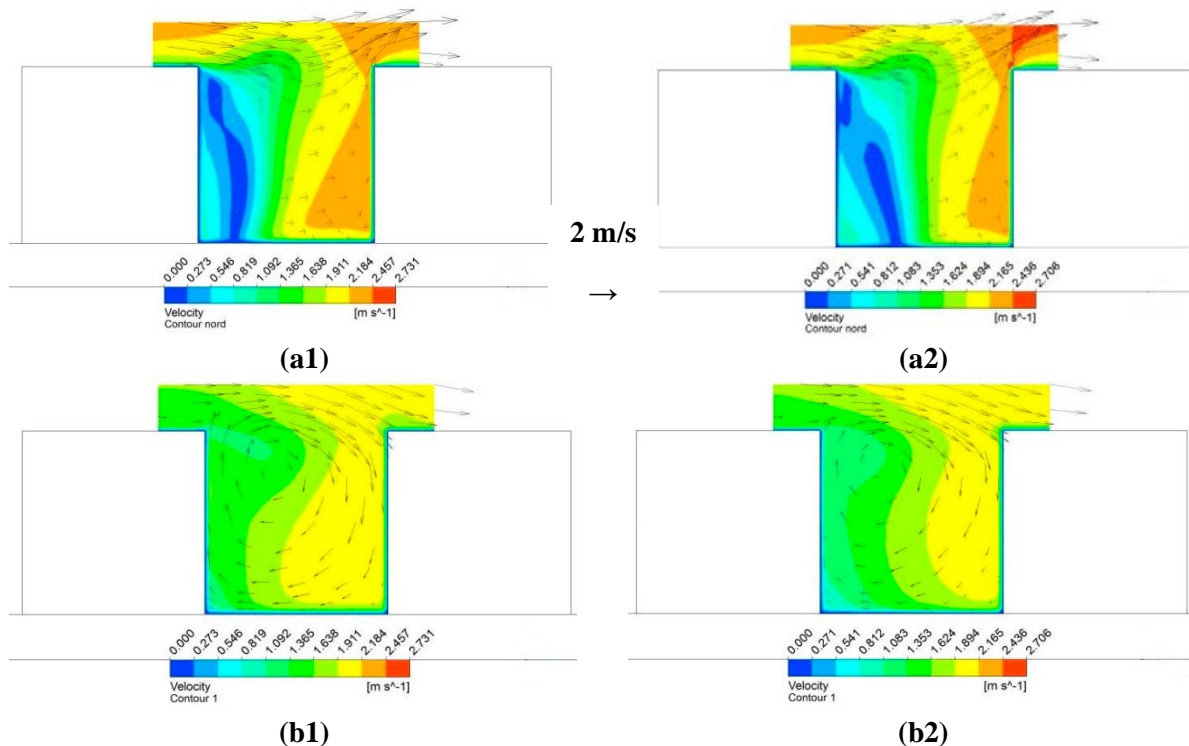 2 m/s
→
0.000 0.273 0.546 0.819 1.092 1.365 1.638 1.911 2.184 2.457 2.731
Velocity [m s^-1]
Contour nord
(a1)
0.000 0.271 0.541 0.812 1.083 1.353 1.624 1.894 2.165 2.436 2.706
Velocity [m s^-1]
Contour nord
(a2)
0.000 0.273 0.546 0.819 1.092 1.365 1.638 1.911 2.184 2.457 2.731
Velocity [m s^-1]
Contour 1
(b1)
0.000 0.271 0.541 0.812 1.083 1.353 1.624 1.894 2.165 2.436 2.706
Velocity [m s^-1]
Contour 1
(b2)